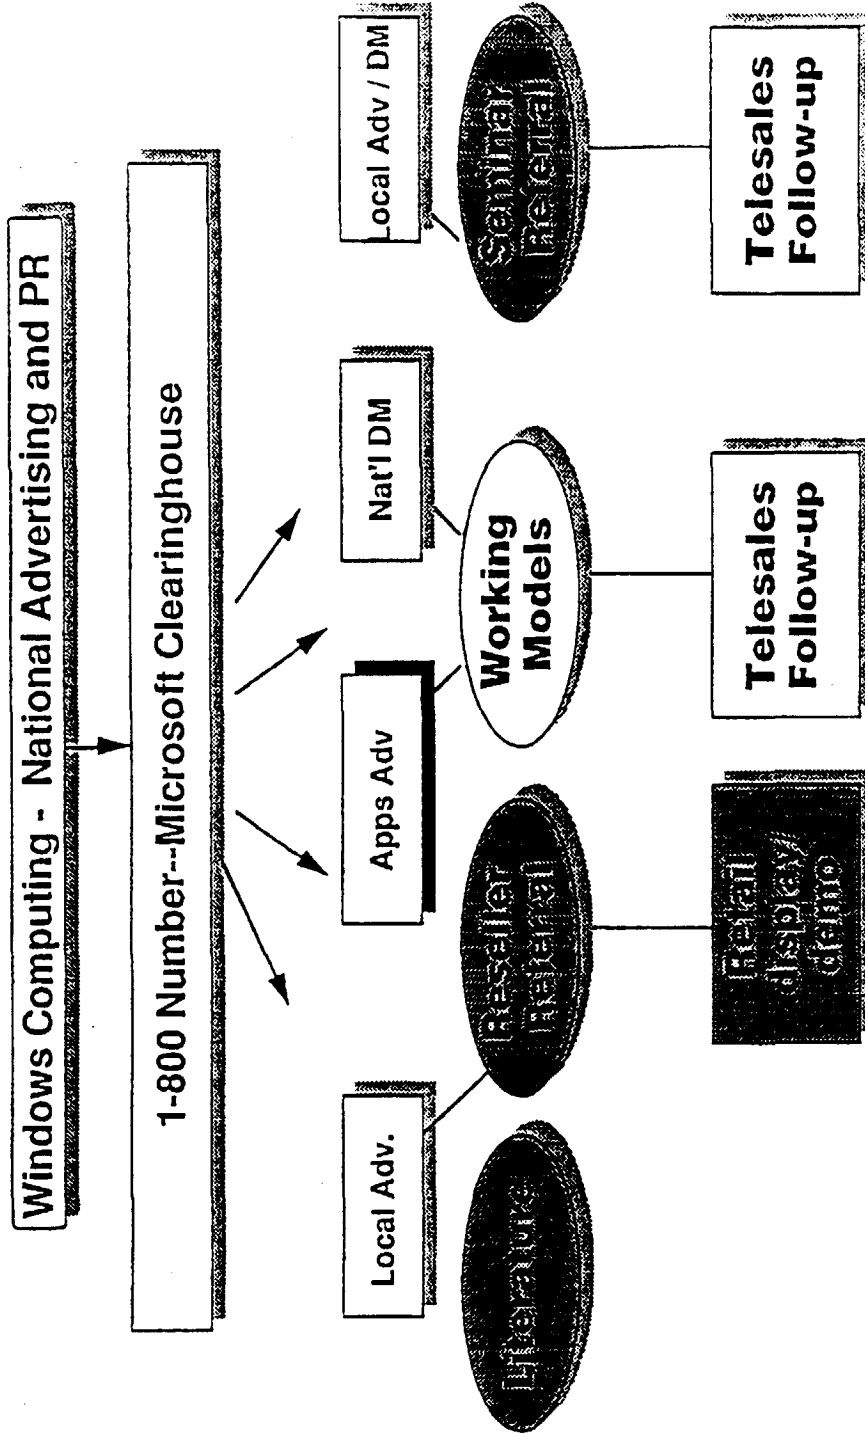 Windows Computing - National Advertising and PR
1-800 Number--Microsoft Clearinghouse
Local Adv.
Apps Adv
Nat'l DM
Local Adv / DM
Literature
Reseller
Referral
Working
Models
Seminar
Referral
Retail
display/
demo
Telesales
Follow-up
Telesales
Follow-up